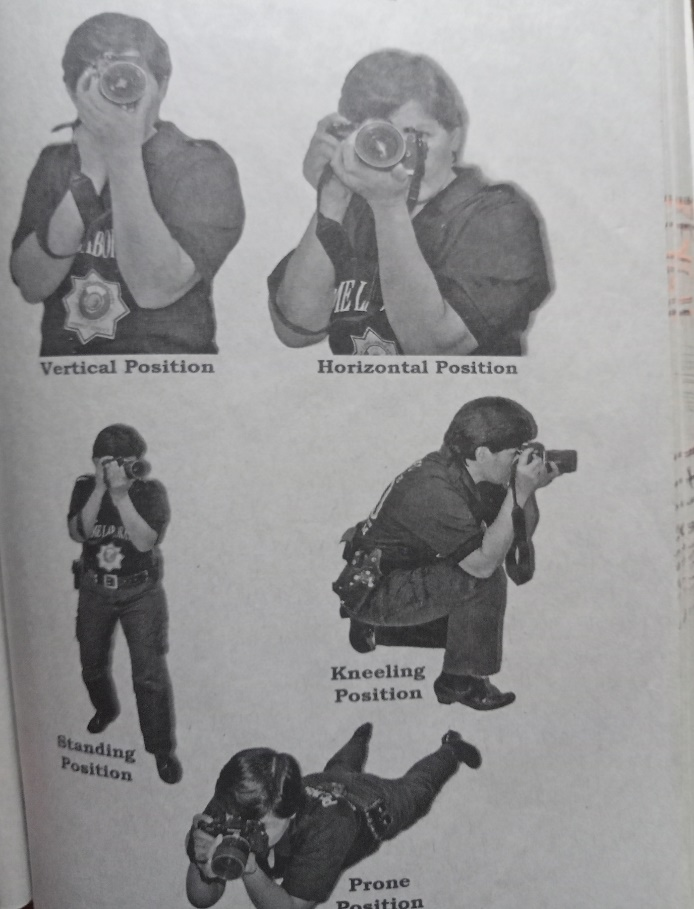 Vertical Position
Horizontal Position
Kneeling
Position
Standing
Position
Prone
Position